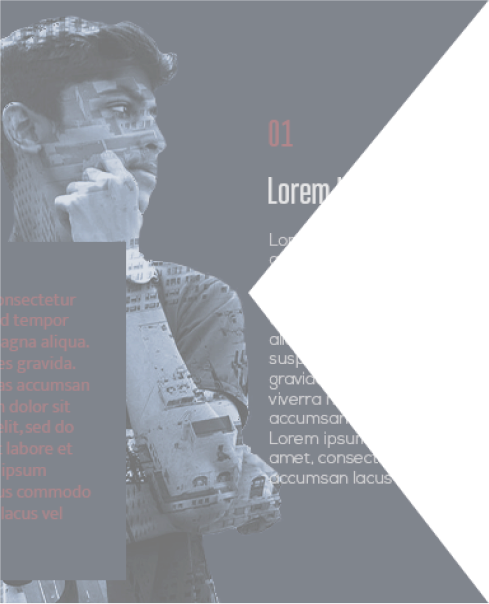 onsectetur
d tempor
agna aliqua.
es gravida.
as accumsan
dolor sit
elit, sed do
labore et
ipsum
us commodo
lacus vel
01
Lorem
Lor
susp
gravid
viverra
accumsan
Lorem ipsum
amet, consect
accumsan lacus